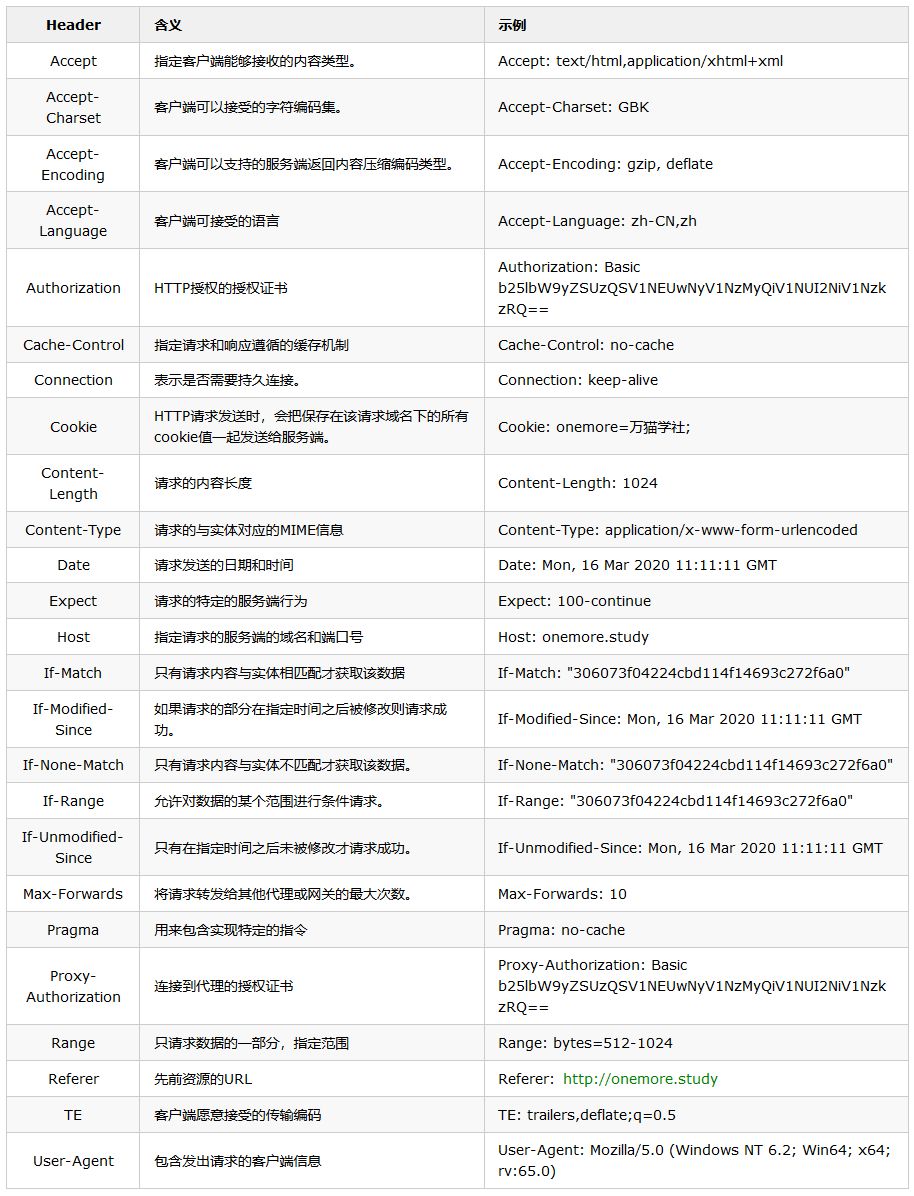 Header 含义 示例
Accept 指定客户端能够接收的内容类型。 Accept: text/html,application/xhtml+xml
Accept-
Charset
客户端可以接受的字符编码集。 Accept-Charset: GBK
Accept-
Encoding
客户端可以支持的服务端返回内容压缩编码类型。 Accept-Encoding: gzip, deflate
Accept-
Language
客户端可接受的语言 Accept-Language: zh-CN,zh
Authorization HTTP授权的授权证书
Authorization: Basic
b25lbW9yZSUzQSV1NEUwNyV1NzMyQiV1NUI2NiV1Nzk
zRQ==
Cache-Control 指定请求和响应遵循的缓存机制 Cache-Control: no-cache
Connection 表示是否需要持久连接。 Connection: keep-alive
Cookie
HTTP请求发送时，会把保存在该请求域名下的所有
cookie值一起发送给服务端。
Cookie: onemore=万猫学社;
Content-
Length
请求的内容长度 Content-Length: 1024
Content-Type 请求的与实体对应的MIME信息 Content-Type: application/x-www-form-urlencoded
Date 请求发送的日期和时间 Date: Mon, 16 Mar 2020 11:11:11 GMT
Expect 请求的特定的服务端行为 Expect: 100-continue
Host 指定请求的服务端的域名和端口号 Host: onemore.study
If-Match 只有请求内容与实体相匹配才获取该数据 If-Match: "306073f04224cbd114f14693c272f6a0"
If-Modified-
Since
如果请求的部分在指定时间之后被修改则请求成
功。
If-Modified-Since: Mon, 16 Mar 2020 11:11:11 GMT
If-None-Match 只有请求内容与实体不匹配才获取该数据。 If-None-Match: "306073f04224cbd114f14693c272f6a0"
If-Range 允许对数据的某个范围进行条件请求。 If-Range: "306073f04224cbd114f14693c272f6a0"
If-Unmodified-
Since
只有在指定时间之后未被修改才请求成功。 If-Unmodified-Since: Mon, 16 Mar 2020 11:11:11 GMT
Max-Forwards 将请求转发给其他代理或网关的最大次数。 Max-Forwards: 10
Pragma 用来包含实现特定的指令 Pragma: no-cache
Proxy-
Authorization
连接到代理的授权证书
Proxy-Authorization: Basic
b25lbW9yZSUzQSV1NEUwNyV1NzMyQiV1NUI2NiV1Nzk
zRQ==
Range 只请求数据的一部分，指定范围 Range: bytes=512-1024
Referer 先前资源的URL Referer: http://onemore.study
TE 客户端愿意接受的传输编码 TE: trailers,deflate;q=0.5
User-Agent 包含发出请求的客户端信息
User-Agent: Mozilla/5.0 (Windows NT 6.2; Win64; x64;
rv:65.0)